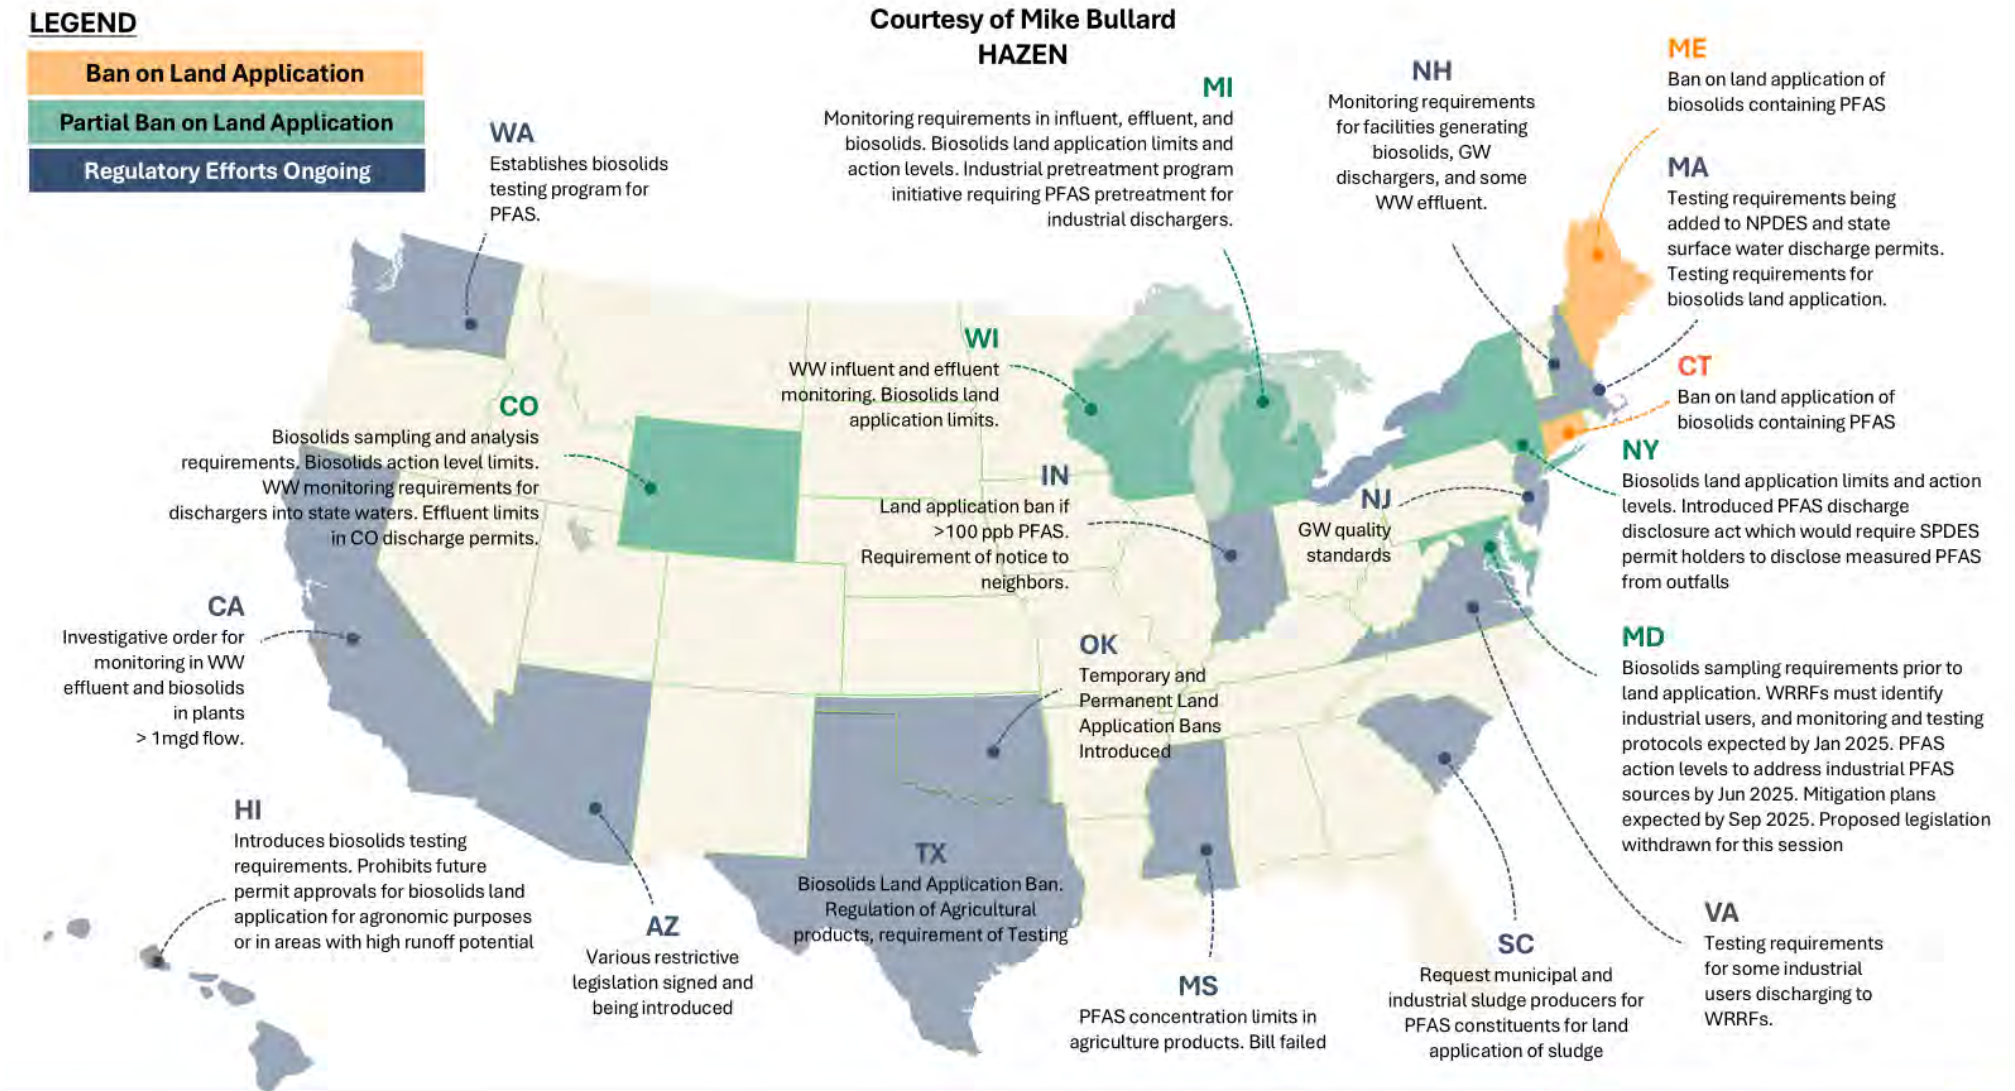 LEGEND
Ban on Land Application
Partial Ban on Land Application
Regulatory Efforts Ongoing
Courtesy of Mike Bullard
HAZEN
WA
Establishes biosolids
testing program for
PFAS.
MI
Monitoring requirements in influent, effluent, and
biosolids. Biosolids land application limits and
action levels. Industrial pretreatment program
initiative requiring PFAS pretreatment for
industrial dischargers.
NH
Monitoring requirements
for facilities generating
biosolids, GW
dischargers, and some
WW effluent.
ME
Ban on land application of
biosolids containing PFAS
MA
Testing requirements being
added to NPDES and state
surface water discharge permits.
Testing requirements for
biosolids land application.
CT
Ban on land application of
biosolids containing PFAS
WI
WW influent and effluent
monitoring. Biosolids land
application limits.
CO
Biosolids sampling and analysis
requirements. Biosolids action level limits.
WW monitoring requirements for
dischargers into state waters. Effluent limits
in CO discharge permits.
IN
Land application ban if
>100 ppb PFAS.
Requirement of notice to
neighbors.
NJ
GW quality
standards
NY
Biosolids land application limits and action
levels. Introduced PFAS discharge
disclosure act which would require SPDES
permit holders to disclose measured PFAS
from outfalls
CA
Investigative order for
monitoring in WW
effluent and biosolids
in plants
> 1mgd flow.
OK
Temporary and
Permanent Land
Application Bans
Introduced
MD
Biosolids sampling requirements prior to
land application. WRRFs must identify
industrial users, and monitoring and testing
protocols expected by Jan 2025. PFAS
action levels to address industrial PFAS
sources by Jun 2025. Mitigation plans
expected by Sep 2025. Proposed legislation
withdrawn for this session
HI
Introduces biosolids testing
requirements. Prohibits future
permit approvals for biosolids land
application for agronomic purposes
or in areas with high runoff potential
TX
Biosolids Land Application Ban.
Regulation of Agricultural
products, requirement of Testing
AZ
Various restrictive
legislation signed and
being introduced
MS
PFAS concentration limits in
agriculture products. Bill failed
SC
Request municipal and
industrial sludge producers for
PFAS constituents for land
application of sludge
VA
Testing requirements
for some industrial
users discharging to
WRRFs.